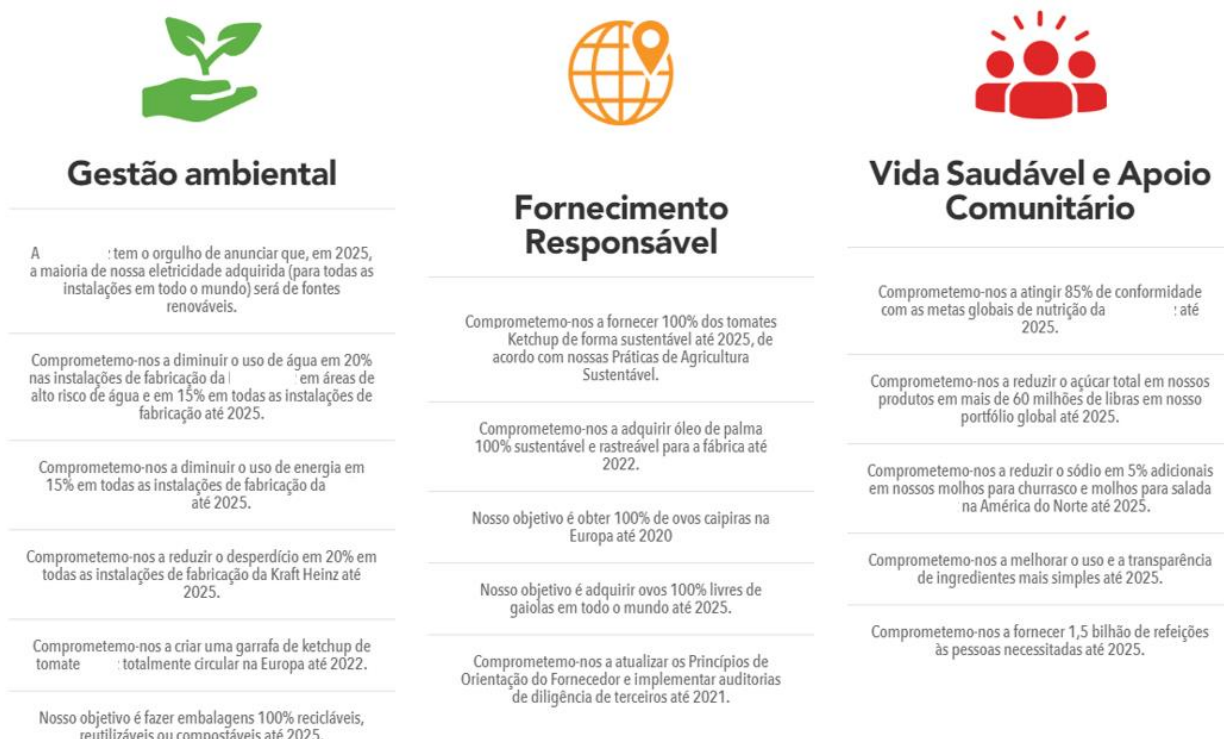 Gestão ambiental
A tem o orgulho de anunciar que, em 2025,
a maioria de nossa eletricidade adquirida (para todas as
instalações em todo o mundo) será de fontes
renováveis.
Comprometemo-nos a diminuir o uso de água em 20%
nas instalações de fabricação da em áreas de
alto risco de água e em 15% em todas as instalações de
fabricação até 2025.
Comprometemo-nos a diminuir o uso de energia em
15% em todas as instalações de fabricação da
até 2025.
Comprometemo-nos a reduzir o desperdício em 20% em
todas as instalações de fabricação da Kraft Heinz até
2025.
Comprometemo-nos a criar uma garrafa de ketchup de
tomate totalmente circular na Europa até 2022.
Nosso objetivo é fazer embalagens 100% recicláveis,
reutilizáveis ou compostáveis até 2025.
Fornecimento
Responsável
Comprometemo-nos a fornecer 100% dos tomates
Ketchup de forma sustentável até 2025, de
acordo com nossas Práticas de Agricultura
Sustentável.
Comprometemo-nos a adquirir óleo de palma
100% sustentável e rastreável para a fábrica até
2022.
Nosso objetivo é obter 100% de ovos caipiras na
Europa até 2020
Nosso objetivo é adquirir ovos 100% livres de
gaiolas em todo o mundo até 2025.
Comprometemo-nos a atualizar os Princípios de
Orientação do Fornecedor e implementar auditorias
de diligência de terceiros até 2021.
Vida Saudável e Apoio
Comunitário
Comprometemo-nos a atingir 85% de conformidade
com as metas globais de nutrição da até
2025.
Comprometemo-nos a reduzir o açúcar total em nossos
produtos em mais de 60 milhões de libras em nosso
portfólio global até 2025.
Comprometemo-nos a reduzir o sódio em 5% adicionais
em nossos molhos para churrasco e molhos para salada
na América do Norte até 2025.
Comprometemo-nos a melhorar o uso e a transparência
de ingredientes mais simples até 2025.
Comprometemo-nos a fornecer 1,5 bilhão de refeições
às pessoas necessitadas até 2025.